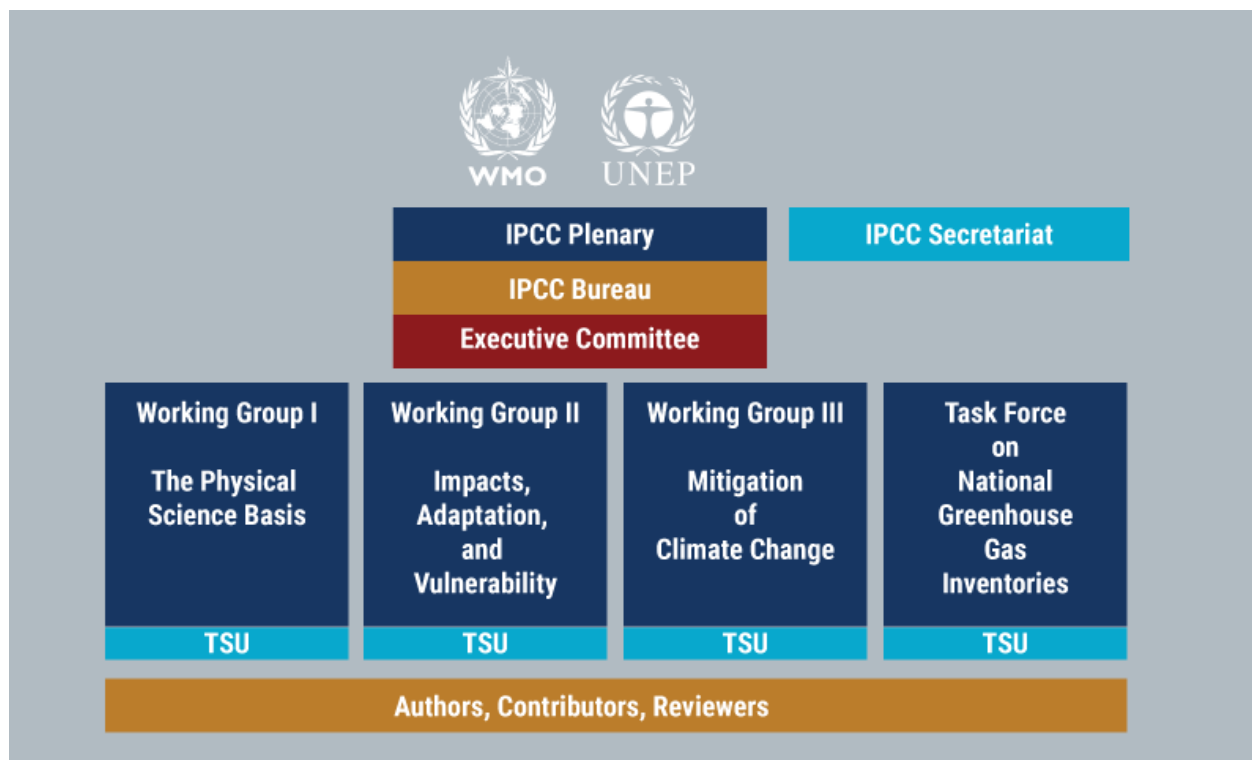 WMO
UNEP
IPCC Plenary
IPCC Secretariat
IPCC Bureau
Executive Committee
Working Group I
The Physical
Science Basis
TSU
Working Group II
Impacts,
Adaptation,
and
Vulnerability
TSU
Working Group III
Mitigation
of
Climate Change
TSU
Task Force
on
National
Greenhouse
Gas
Inventories
TSU
Authors, Contributors, Reviewers